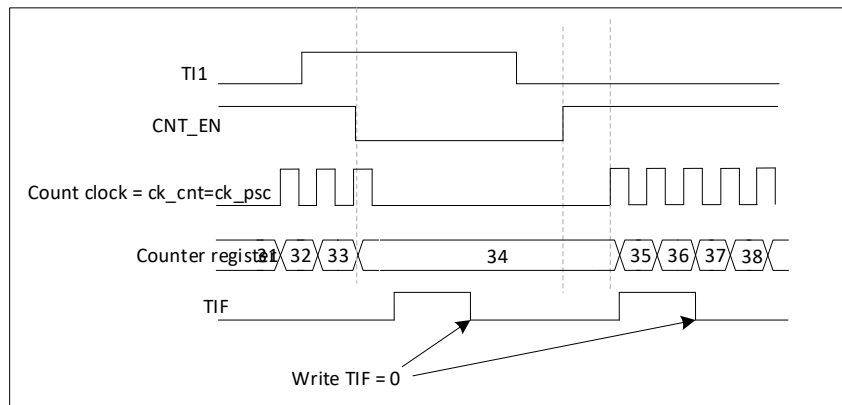 TI1
CNT_EN
Count clock = ck_cnt=ck_psc
Counter register 31 32 33 34 35 36 37 38
TIF
Write TIF = 0